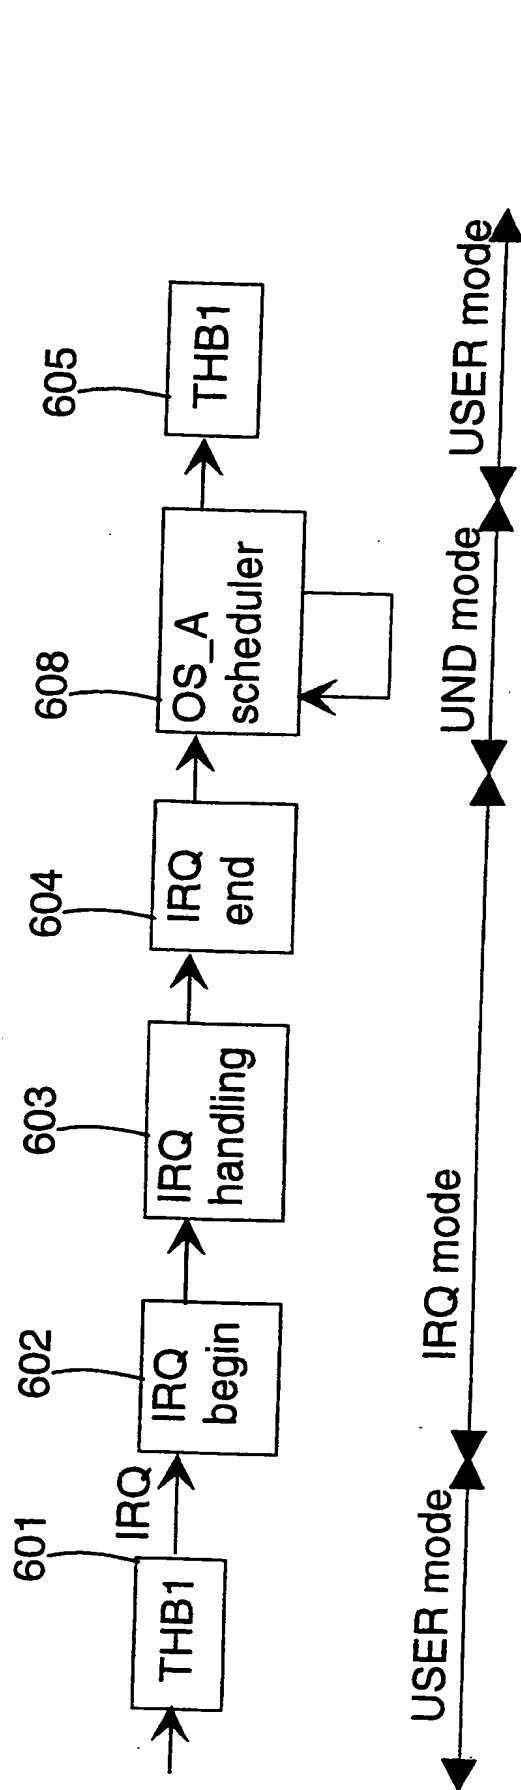 601
602
603
604
608
605
THB1
IRQ
IRQ
begin
IRQ
handling
IRQ
end
OS_A
scheduler
THB1
USER mode
IRQ mode
UND mode
USER mode